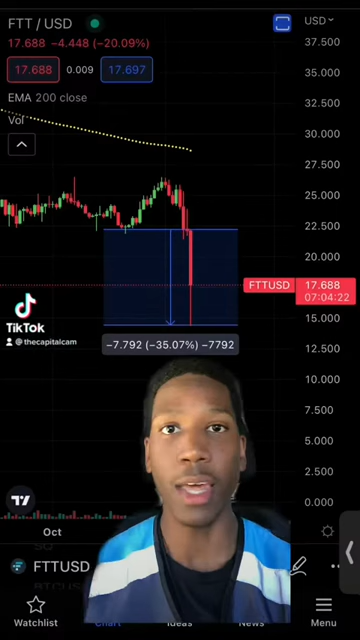 FTT / USD
USD
17.688 −4.448 (−20.09%)
37.500
17.688 0.009 17.697
35.000
EMA 200 close
32.500
Vol
30.000
27.500
25.000
22.500
20.000
FTTUSD 17.688
07:04:22
TikTok
@thecapitalcam
15.000
−7.792 (−35.07%) −7792
12.500
10.000
7.500
5.000
2.500
0.000
Oct
FTTUSD
Watchlist Chart Ideas News Menu